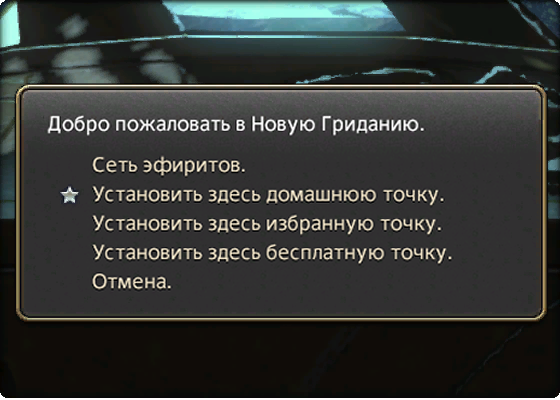 Добро пожаловать в Новую Гриданию.
Сеть эфиритов.
Установить здесь домашнюю точку.
Установить здесь избранную точку.
Установить здесь бесплатную точку.
Отмена.